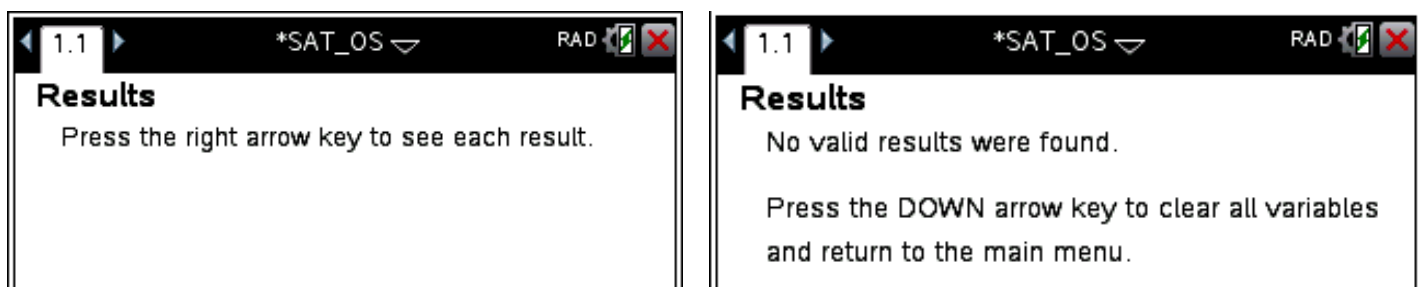 1.1 *SAT_OS RAD
Results
Press the right arrow key to see each result.
1.1 *SAT_OS RAD
Results
No valid results were found.
Press the DOWN arrow key to clear all variables
and return to the main menu.